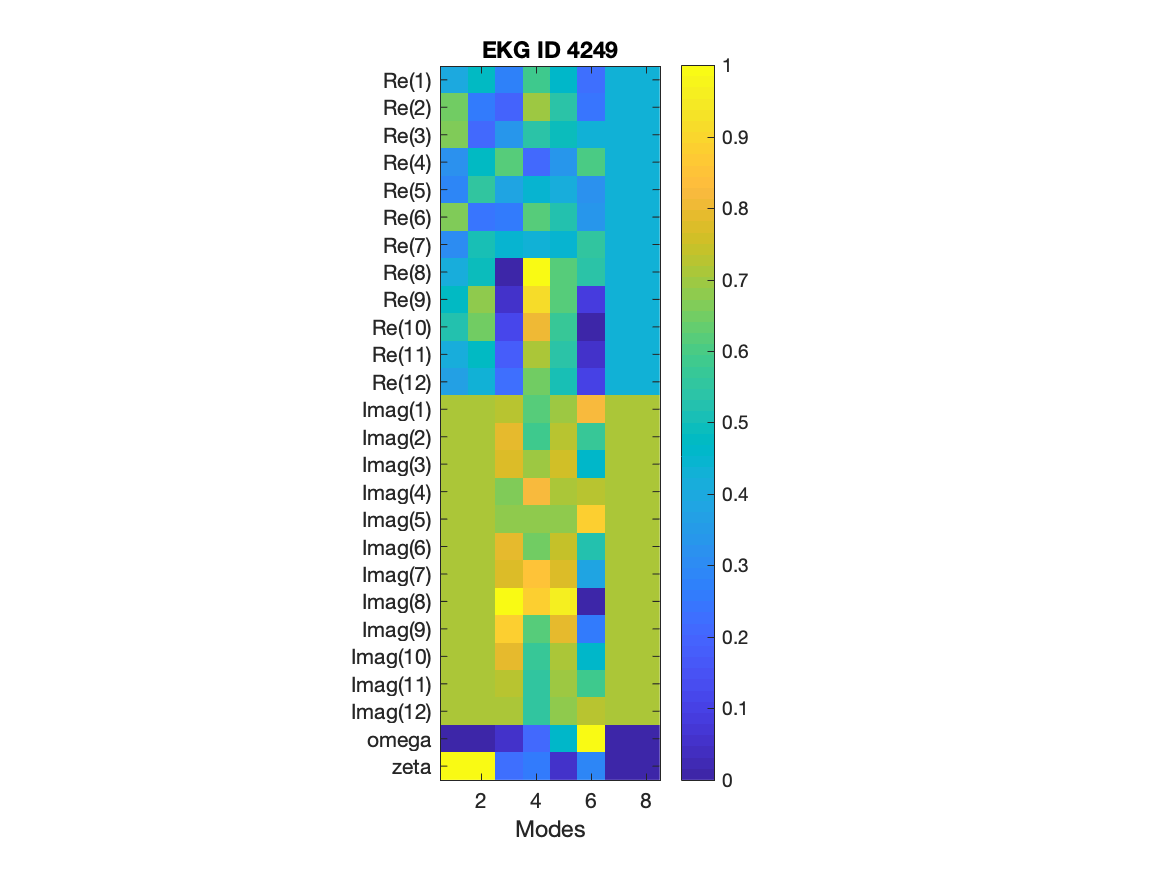 EKG ID 4249
Re(1)
Re(2)
Re(3)
Re(4)
Re(5)
Re(6)
Re(7)
Re(8)
Re(9)
Re(10)
Re(11)
Re(12)
Imag(1)
Imag(2)
Imag(3)
Imag(4)
Imag(5)
Imag(6)
Imag(7)
Imag(8)
Imag(9)
Imag(10)
Imag(11)
Imag(12)
omega
zeta
2 4 6 8
Modes
1
0.9
0.8
0.7
0.6
0.5
0.4
0.3
0.2
0.1
0